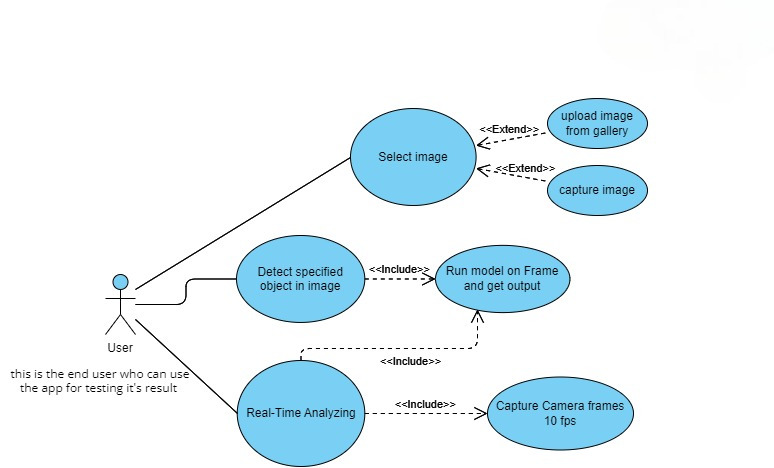 upload image
from gallery
<<Extend>>
Select image
<<Extend>>
capture image
Detect specified
object in image
<<Include>>
Run model on Frame
and get output
User
this is the end user who can use
the app for testing it's result
<<Include>>
Real-Time Analyzing
<<Include>>
Capture Camera frames
10 fps